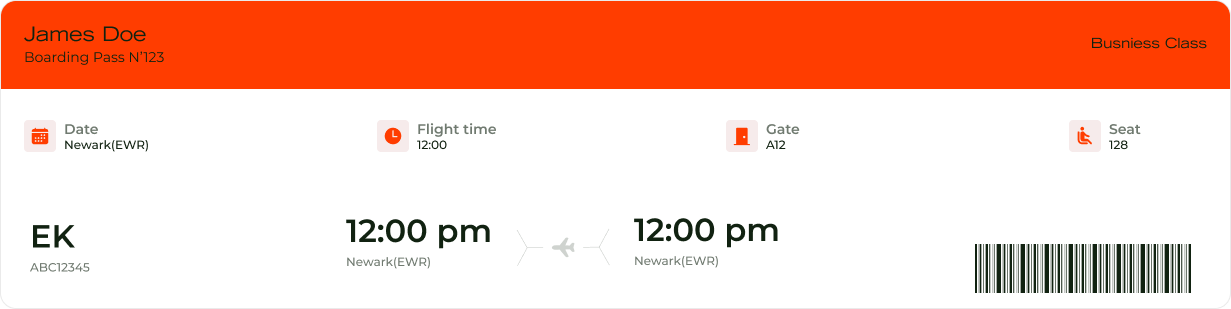 James Doe
Boarding Pass N'123
Busniess Class
Date
Newark(EWR)
Flight time
12:00
Gate
A12
Seat
128
EK
ABC12345
12:00 pm
Newark(EWR)
12:00 pm
Newark(EWR)